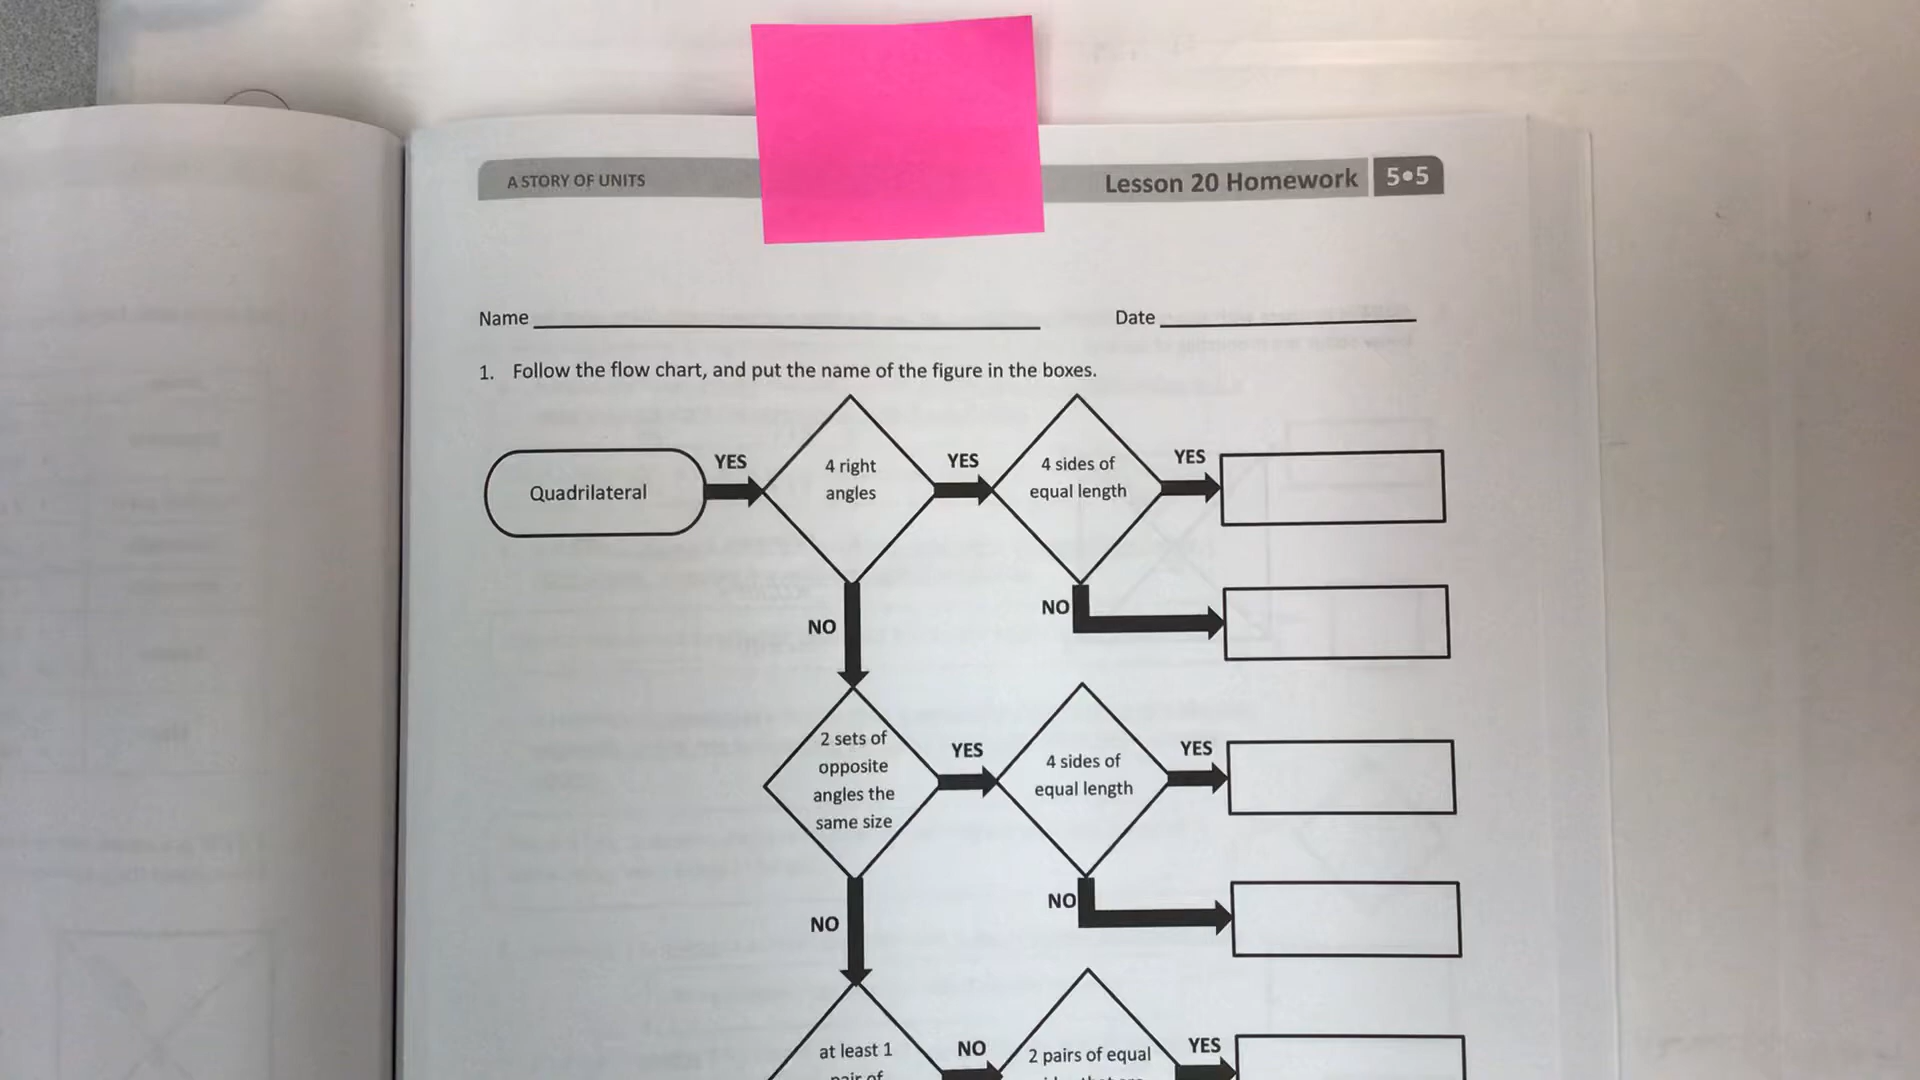 A STORY OF UNITS
Lesson 20 Homework 5•5
Name
Date
1. Follow the flow chart, and put the name of the figure in the boxes.
Quadrilateral
YES
4 right
angles
YES
4 sides of
equal length
YES
NO
NO
2 sets of
opposite
angles the
same size
YES
4 sides of
equal length
YES
NO
NO
at least 1
pair of
NO
2 pairs of equal
YES